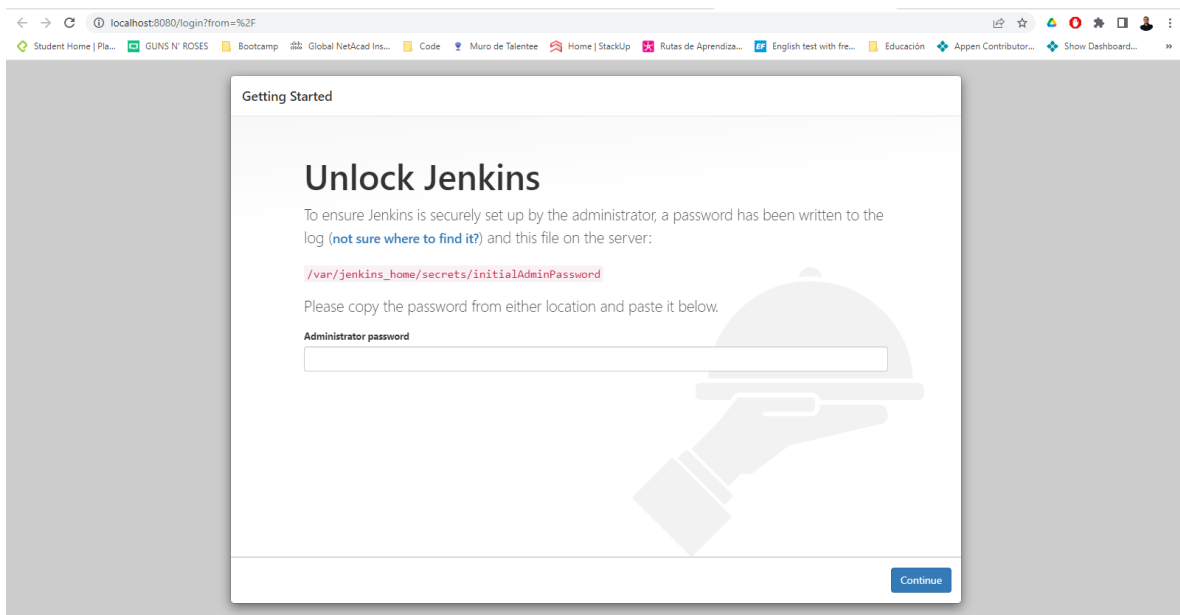 localhost:8080/login?from=%2F
Student Home | Pla... GUNS N' ROSES Bootcamp Global NetAcad Ins... Code Muro de Talentee Home | StackUp Rutas de Aprendiza... EF English test with fre... Educación Appen Contributor... Show Dashboard... »
Getting Started
Unlock Jenkins
To ensure Jenkins is securely set up by the administrator, a password has been written to the
log (not sure where to find it?) and this file on the server:
/var/jenkins_home/secrets/initialAdminPassword
Please copy the password from either location and paste it below.
Administrator password
Continue